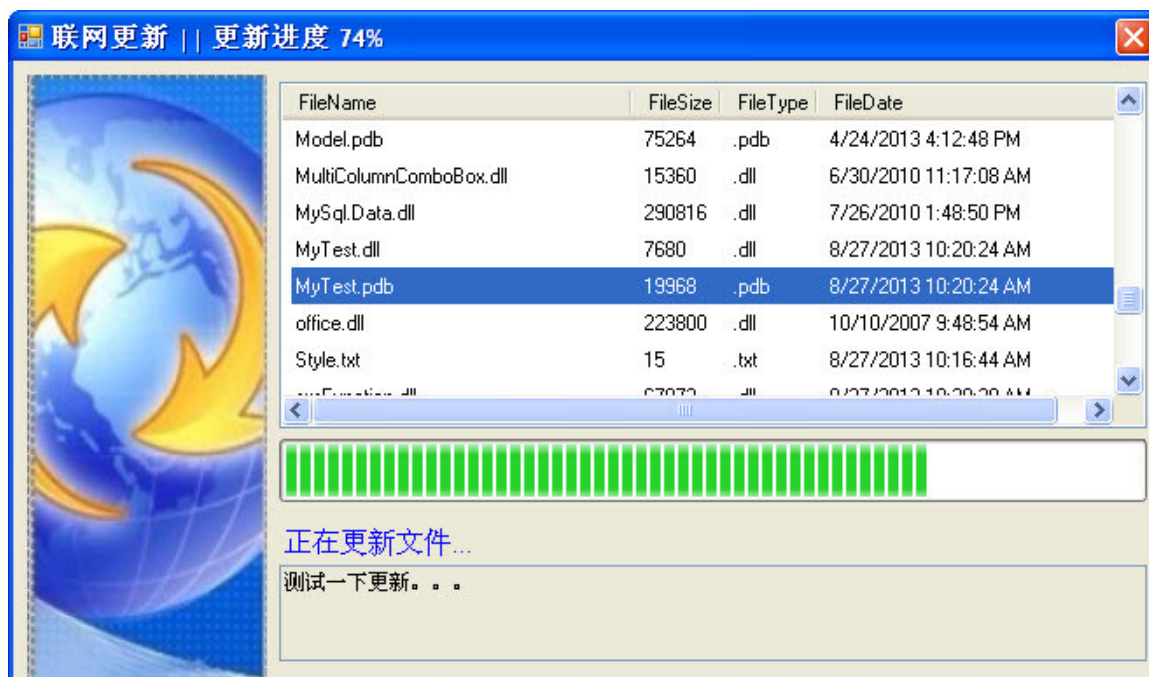 联网更新 || 更新进度 74%
FileName FileSize FileType FileDate
Model.pdb 75264 .pdb 4/24/2013 4:12:48 PM
MultiColumnComboBox.dll 15360 .dll 6/30/2010 11:17:08 AM
MySql.Data.dll 290816 .dll 7/26/2010 1:48:50 PM
MyTest.dll 7680 .dll 8/27/2013 10:20:24 AM
MyTest.pdb 19968 .pdb 8/27/2013 10:20:24 AM
office.dll 223800 .dll 10/10/2007 9:48:54 AM
Style.txt 15 .txt 8/27/2013 10:16:44 AM
.dll
正在更新文件...
测试一下更新。。。